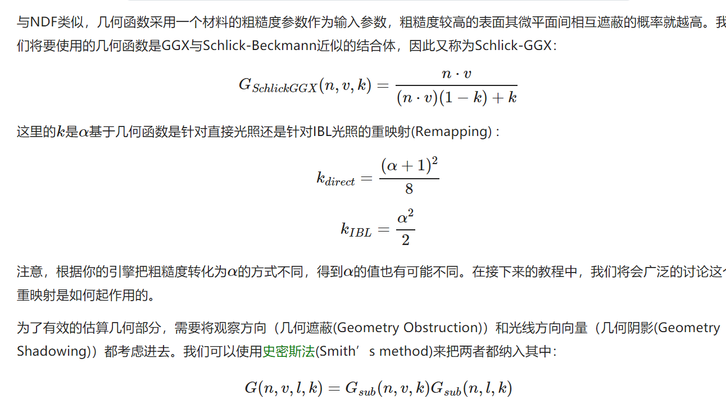 与NDF类似，几何函数采用一个材料的粗糙度参数作为输入参数，粗糙度较高的表面其微平面间相互遮蔽的概率就越高。我
们将要使用的几何函数是GGX与Schlick-Beckmann近似的结合体，因此又称为Schlick-GGX：
G_{SchlickGGX}(n, v, k) = \frac{n \cdot v}{(n \cdot v)(1 - k) + k}
这里的k是α基于几何函数是针对直接光照还是针对IBL光照的重映射(Remapping) :
k_{direct} = \frac{(α + 1)^2}{8}
k_{IBL} = \frac{α^2}{2}
注意，根据你的引擎把粗糙度转化为α的方式不同，得到α的值也有可能不同。在接下来的教程中，我们将会广泛的讨论这个
重映射是如何起作用的。
为了有效的估算几何部分，需要将观察方向（几何遮蔽(Geometry Obstruction)）和光线方向向量（几何阴影(Geometry
Shadowing)）都考虑进去。我们可以使用史密斯法(Smith’s method)来把两者都纳入其中：
G(n, v, l, k) = G_{sub}(n, v, k)G_{sub}(n, l, k)